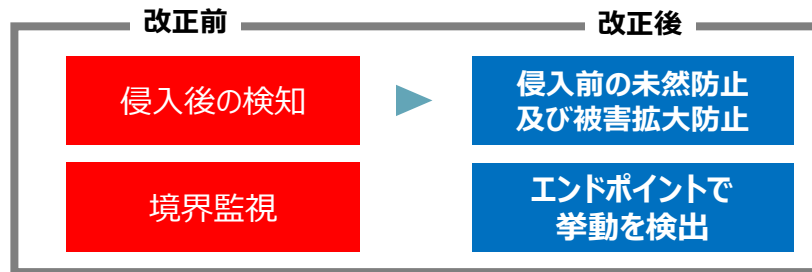 改正前
改正後
侵入後の検知
侵入前の未然防止
及び被害拡大防止
境界監視
エンドポイントで
挙動を検出